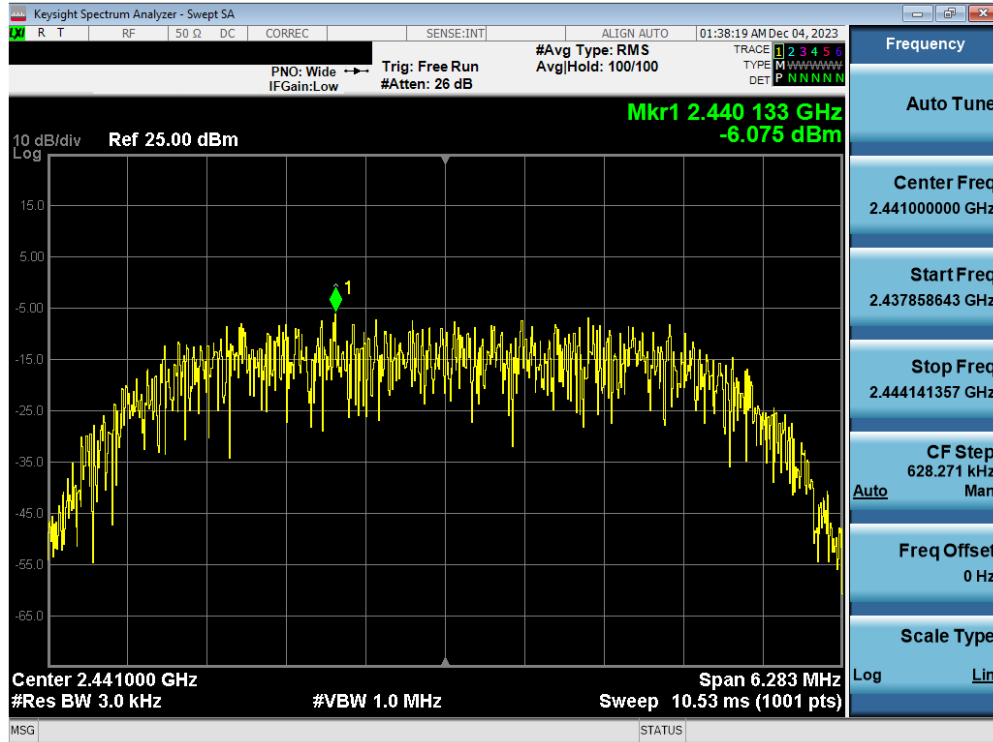 Keysight Spectrum Analyzer - Swept SA
LXI R T RF 50 Ω DC CORREC SENSE:INT ALIGN AUTO 01:38:19 AM Dec 04, 2023
PNO: Wide Trig: Free Run #Avg Type: RMS TRACE 1 2 3 4 5 6
IFGain:Low #Atten: 26 dB Avg|Hold: 100/100 TYPE M WWWWW
DET P N N N N N
Mkr1 2.440 133 GHz
-6.075 dBm
10 dB/div Ref 25.00 dBm
Log
15.0
5.00
1
-5.00
-15.0
-25.0
-35.0
-45.0
-55.0
-65.0
Center 2.441000 GHz Span 6.283 MHz
#Res BW 3.0 kHz #VBW 1.0 MHz Sweep 10.53 ms (1001 pts)
MSG STATUS
Frequency
Auto Tune
Center Freq
2.441000000 GHz
Start Freq
2.437858643 GHz
Stop Freq
2.444141357 GHz
CF Step
628.271 kHz
Auto Man
Freq Offset
0 Hz
Scale Type
Log Lin